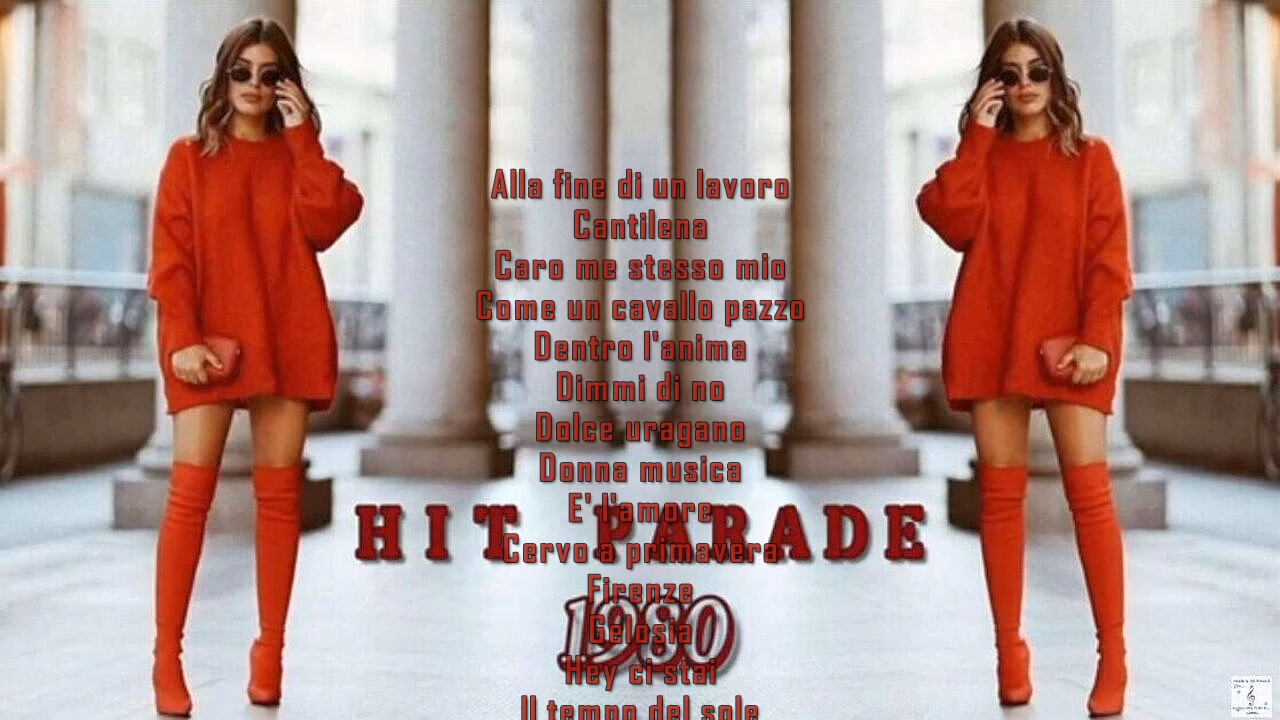 Alla fine di un lavoro
Cantilena
Caro me stesso mio
Come un cavallo pazzo
Dentro l'anima
Dimmi di no
Dolce uragano
Donna musica
E' l'amore
HIT PARADE
Cervo a primavera
Firenze
1980
Gelosia
Hey ci stai
Il tempo del sole